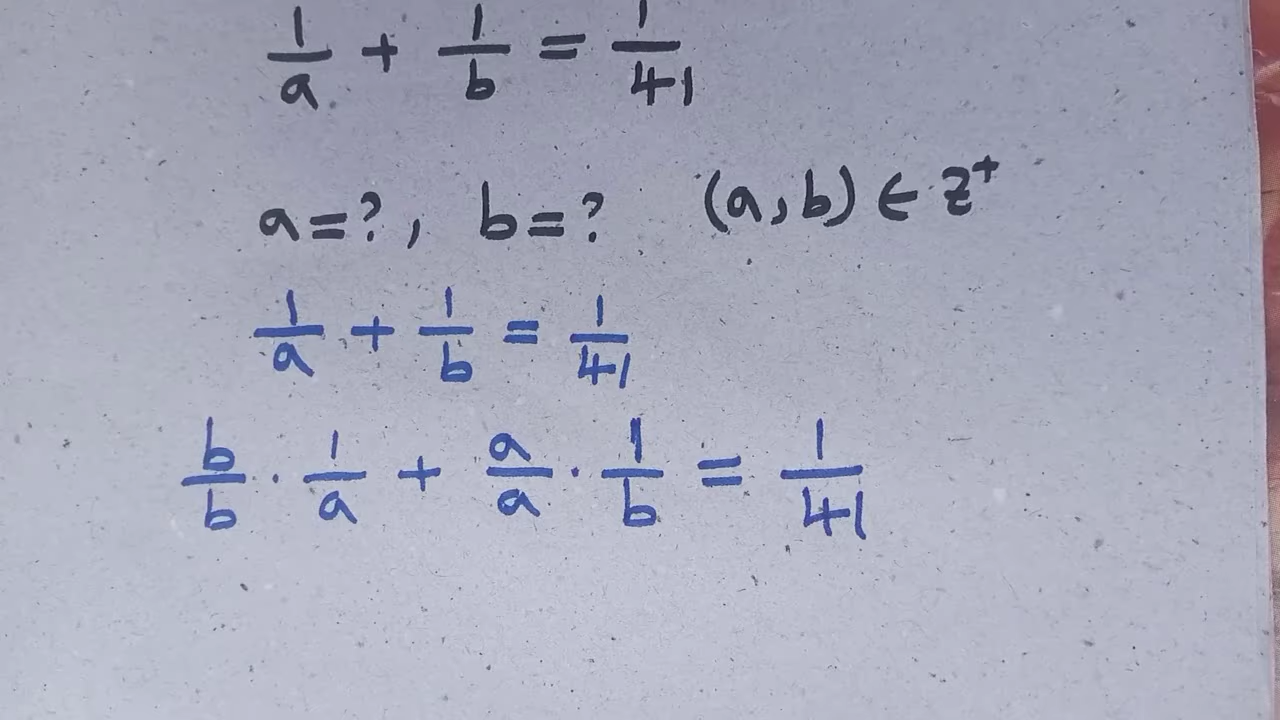 1/a + 1/b = 1/41
a=?, b=? (a,b) ∈ z⁺
1/a + 1/b = 1/41
b/b · 1/a + a/a · 1/b = 1/41